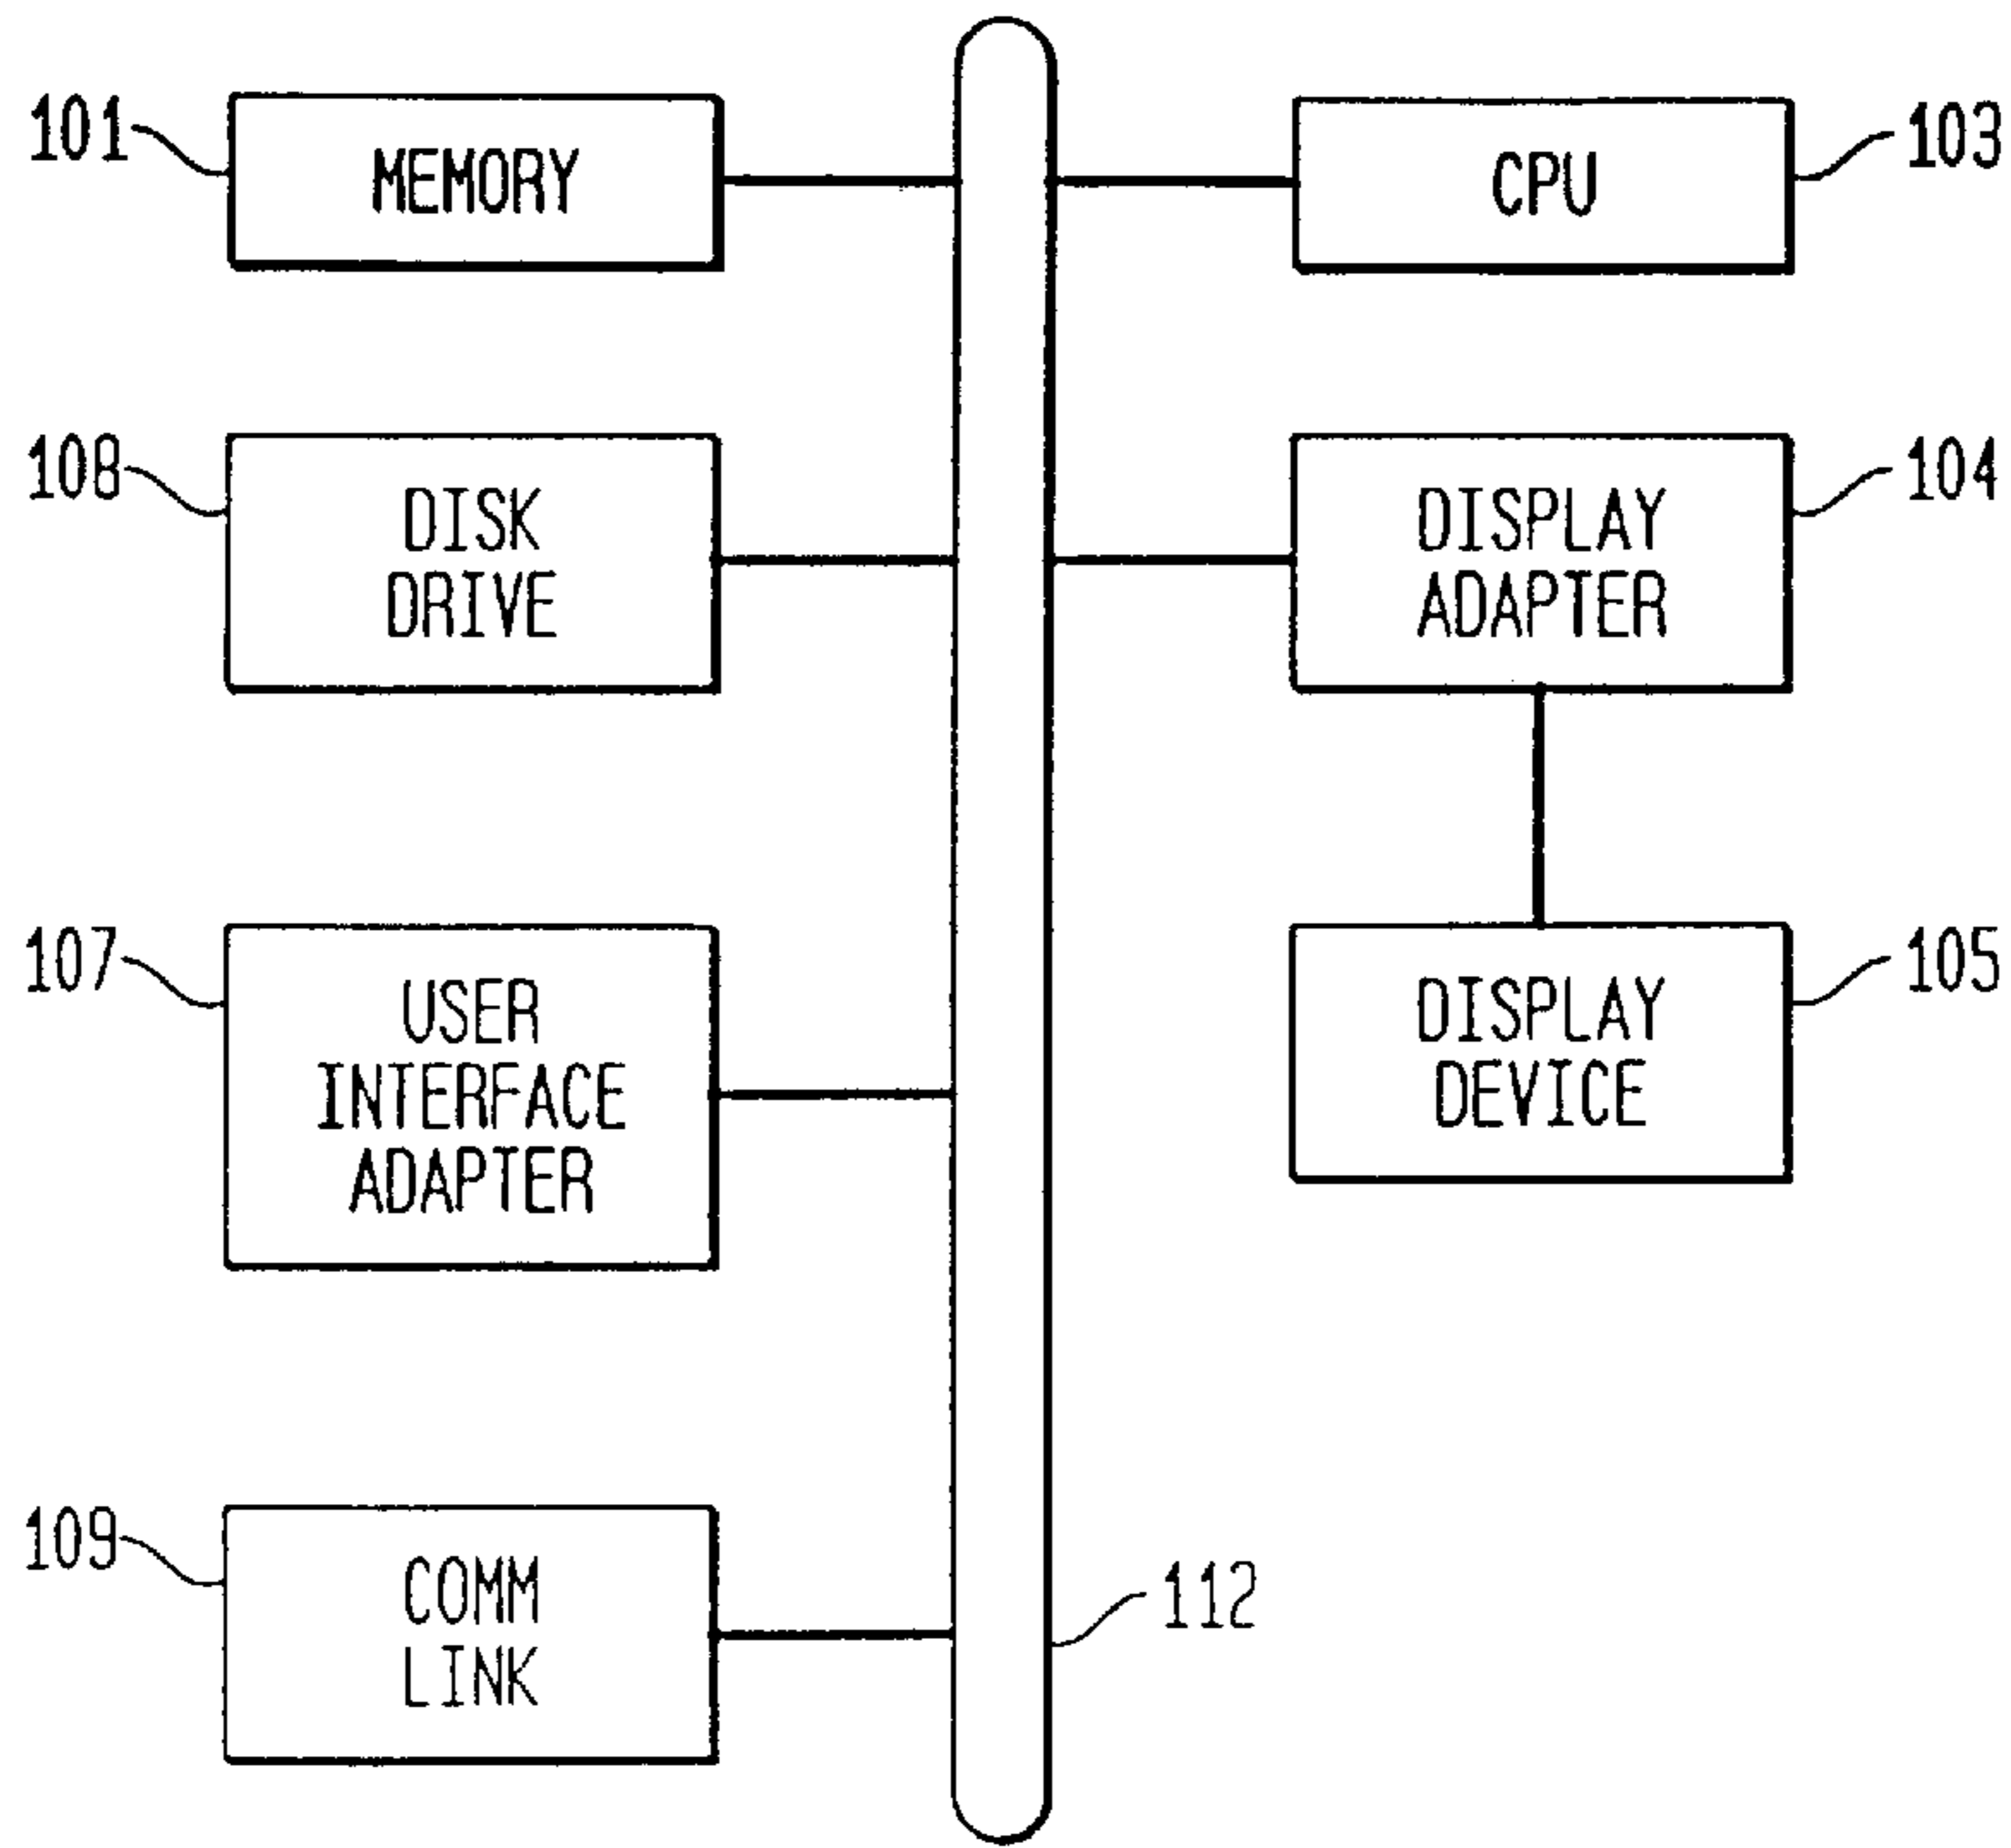 101
MEMORY
CPU
103
108
DISK
DRIVE
DISPLAY
ADAPTER
104
107
USER
INTERFACE
ADAPTER
DISPLAY
DEVICE
105
109
COMM
LINK
112